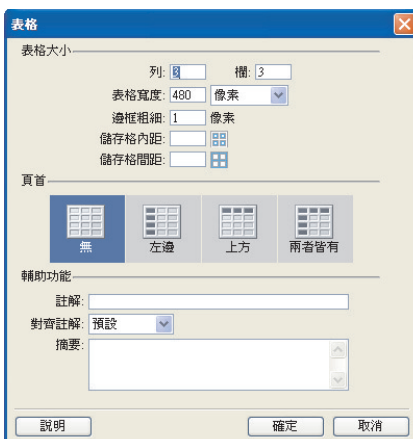 表格
表格大小
列: 3 欄: 3
表格寬度: 480 像素
邊框粗細: 1 像素
儲存格內距:
儲存格間距:
頁首
無 左邊 上方 兩者皆有
輔助功能
註解:
對齊註解: 預設
摘要:
說明 確定 取消